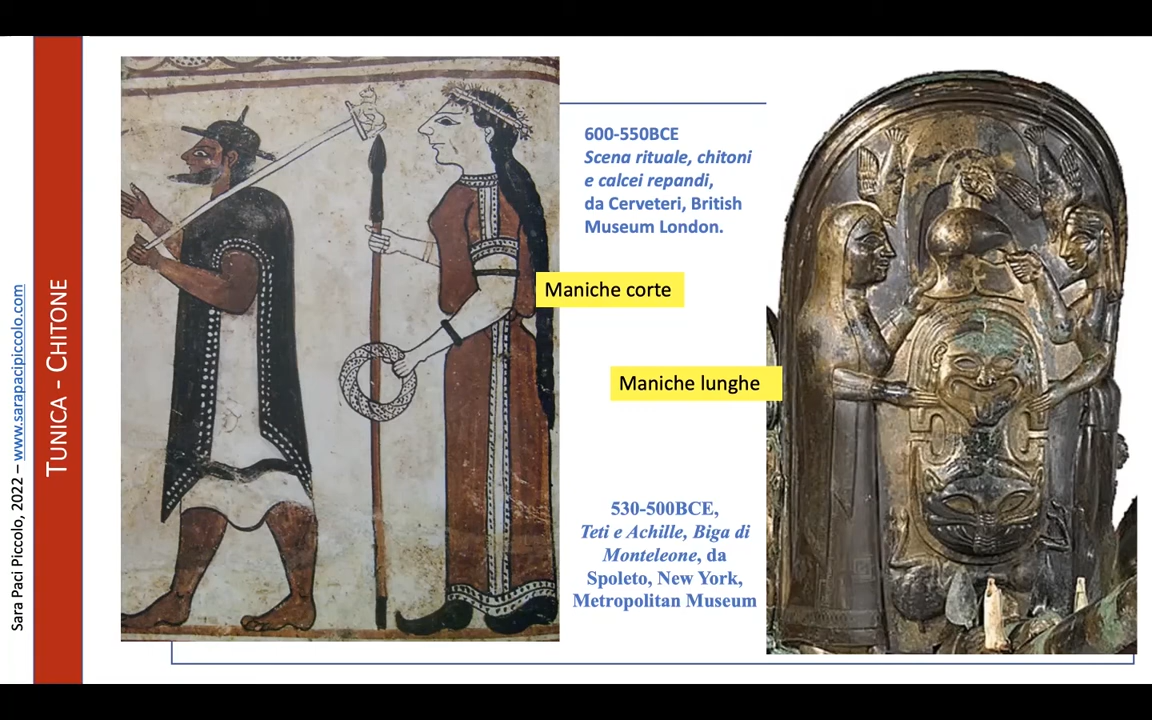 Sara Paci Piccolo, 2022 – www.sarapacipiccolo.com
TUNICA - CHITONE
600-550BCE
Scena rituale, chitoni
e calcei repandi,
da Cerveteri, British
Museum London.
Maniche corte
Maniche lunghe
530-500BCE,
Teti e Achille, Biga di
Monteleone, da
Spoleto, New York,
Metropolitan Museum